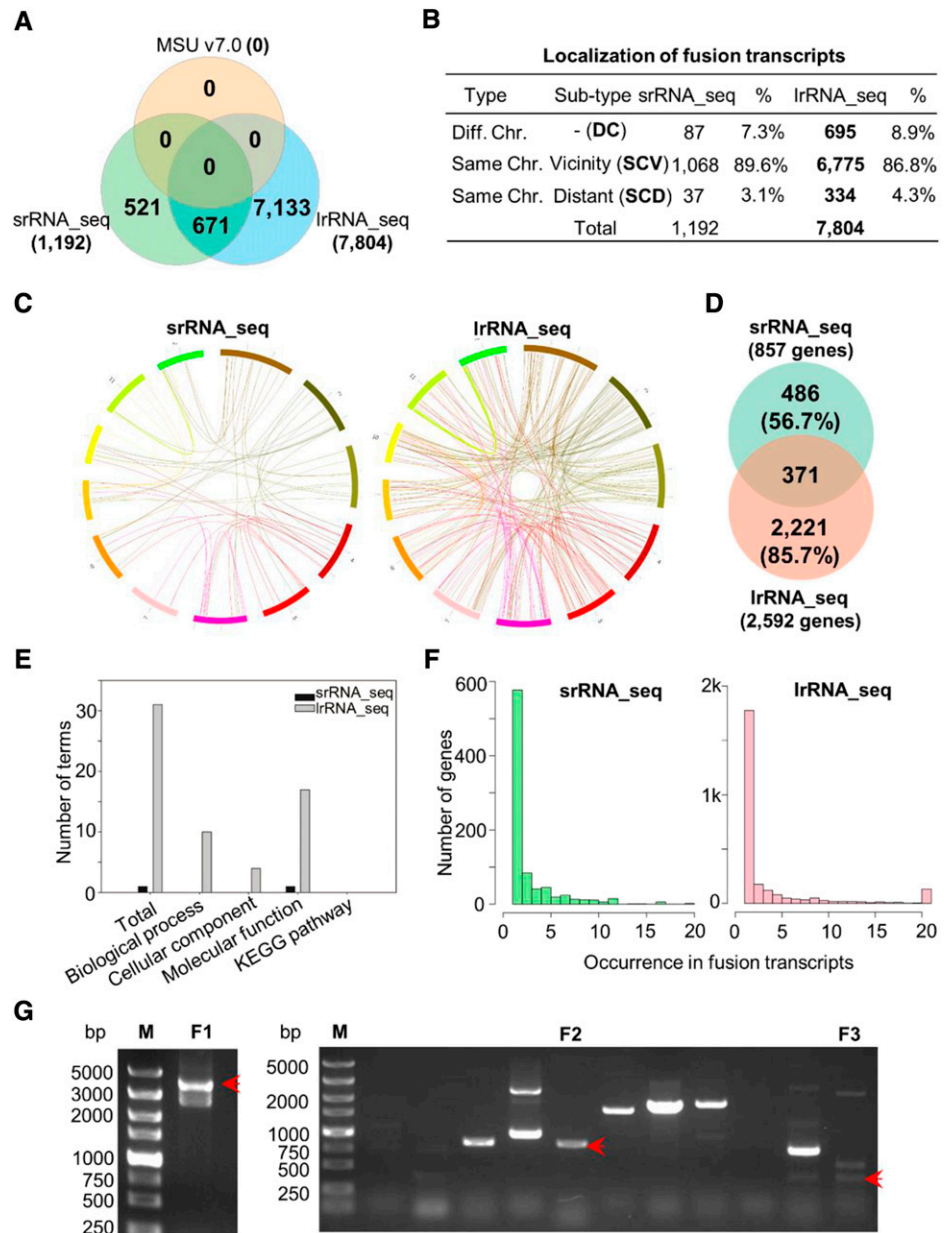 A
MSU v7.0 (0)
0
0
0
0
521
671
7,133
srRNA_seq
(1,192)
lrRNA_seq
(7,804)
B
Localization of fusion transcripts
Type Sub-type srRNA_seq % lrRNA_seq %
Diff. Chr. - (DC) 87 7.3% 695 8.9%
Same Chr. Vicinity (SCV) 1,068 89.6% 6,775 86.8%
Same Chr. Distant (SCD) 37 3.1% 334 4.3%
Total 1,192 7,804
C
srRNA_seq
lrRNA_seq
D
srRNA_seq
(857 genes)
486
(56.7%)
371
2,221
(85.7%)
lrRNA_seq
(2,592 genes)
E
srRNA_seq
lrRNA_seq
Number of terms
30
20
10
0
Total
Biological process
Cellular component
Molecular function
KEGG pathway
F
srRNA_seq
lrRNA_seq
Number of genes
600
400
200
0
2k
1k
0
0 5 10 15 20
0 5 10 15 20
Occurrence in fusion transcripts
G
bp M F1
5000
3000
2000
1000
750
500
250
bp M F2 F3
5000
2000
1000
750
500
250